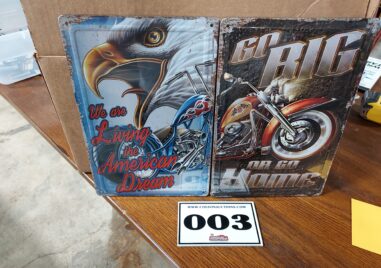 We are
Living
the
American
Dream
GO BIG
OR GO
HOME
003